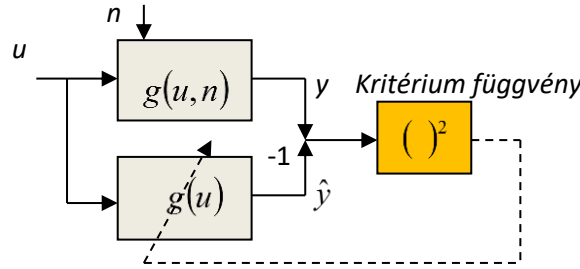 n
u
g(u,n)
y
Kritérium függvény
( )²
-1
g(u)
ŷ